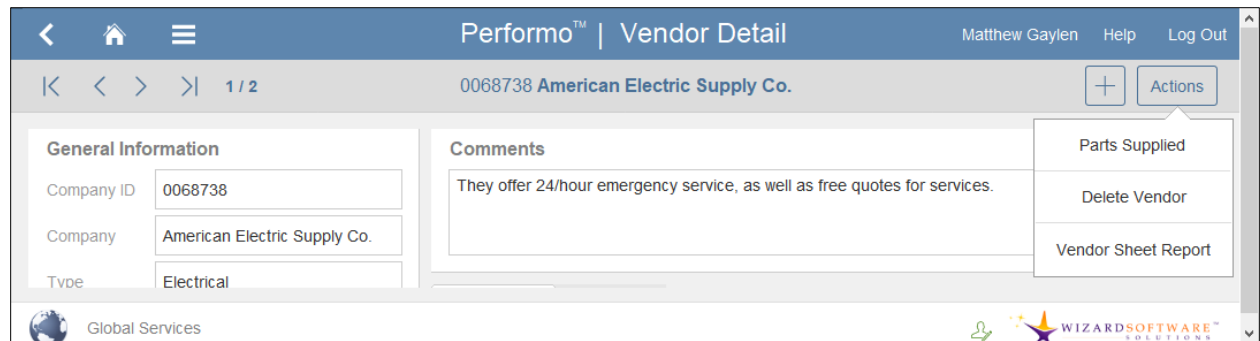 Performo™ | Vendor Detail
Matthew Gaylen Help Log Out
1 / 2
0068738 American Electric Supply Co.
Actions
Parts Supplied
Delete Vendor
Vendor Sheet Report
General Information
Company ID 0068738
Company American Electric Supply Co.
Type Electrical
Comments
They offer 24/hour emergency service, as well as free quotes for services.
Global Services
WIZARDSOFTWARE™
SOLUTIONS